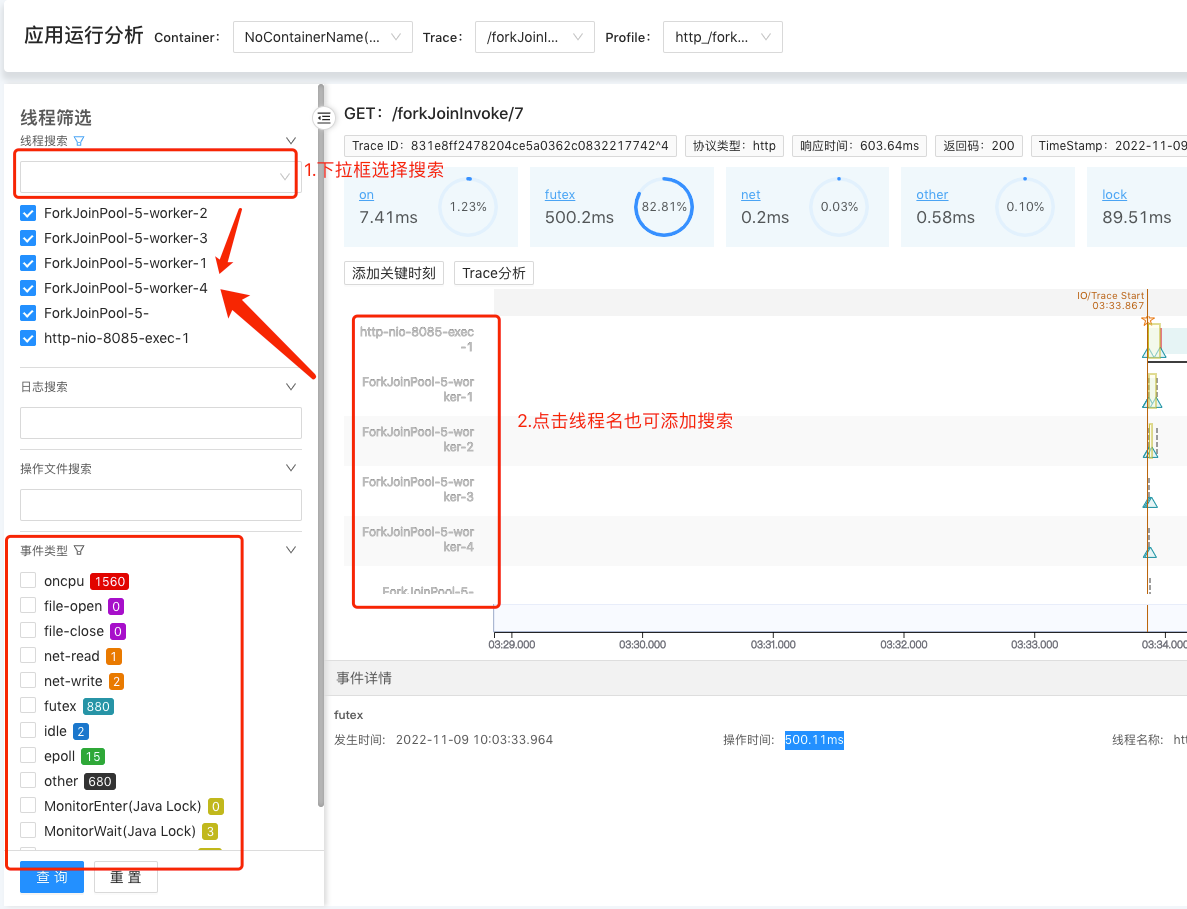 应用运行分析 Container： NoContainerName(... Trace： /forkJoinI... Profile： http_/fork...
线程筛选
线程搜索
1.下拉框选择搜索
ForkJoinPool-5-worker-2
ForkJoinPool-5-worker-3
ForkJoinPool-5-worker-1
ForkJoinPool-5-worker-4
ForkJoinPool-5-
http-nio-8085-exec-1
日志搜索
操作文件搜索
事件类型
oncpu 1560
file-open 0
file-close 0
net-read 1
net-write 2
futex 880
idle 2
epoll 15
other 680
MonitorEnter(Java Lock) 0
MonitorWait(Java Lock) 3
查 询 重 置
GET：/forkJoinInvoke/7
Trace ID：831e8ff2478204ce5a0362c0832217742^4 协议类型：http 响应时间：603.64ms 返回码：200 TimeStamp：2022-11-09
on
7.41ms
1.23%
futex
500.2ms
82.81%
net
0.2ms
0.03%
other
0.58ms
0.10%
lock
89.51ms
添加关键时刻 Trace分析
IO/Trace Start
03:33.867
http-nio-8085-exec
-1
ForkJoinPool-5-wor
ker-1
ForkJoinPool-5-wor
ker-2
ForkJoinPool-5-wor
ker-3
ForkJoinPool-5-wor
ker-4
ForkJoinPool-5-
2.点击线程名也可添加搜索
03:29.000 03:30.000 03:31.000 03:32.000 03:33.000 03:34.000
事件详情
futex
发生时间： 2022-11-09 10:03:33.964 操作时间： 500.11ms 线程名称： htt